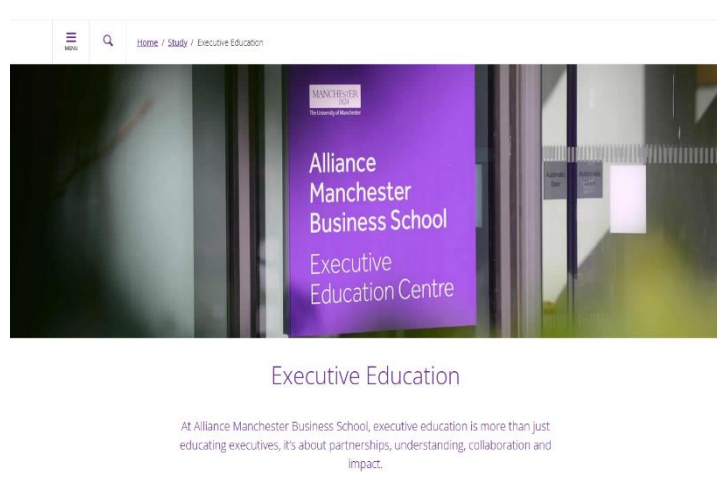 MENU
Home / Study / Executive Education
MANCHESTER
1824
The University of Manchester
Alliance
Manchester
Business School
Executive
Education Centre
Automatic
Door
Executive Education
At Alliance Manchester Business School, executive education is more than just
educating executives, it's about partnerships, understanding, collaboration and
impact.